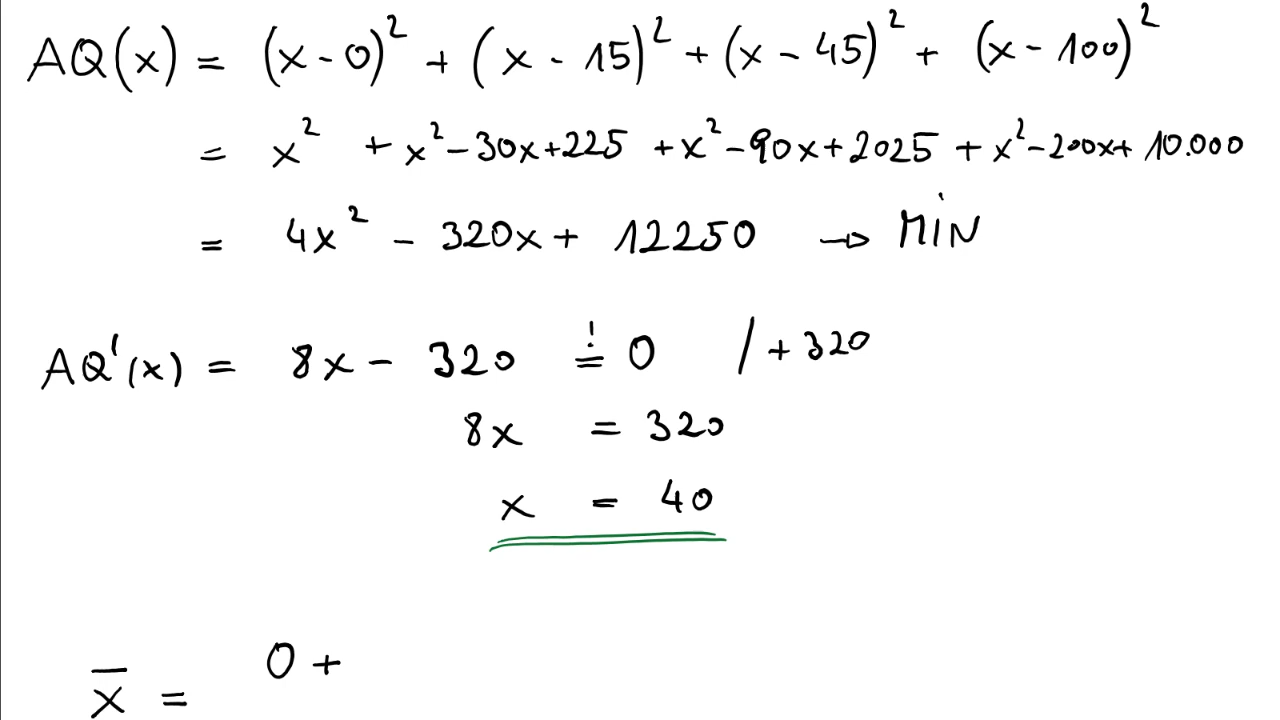 AQ(x) = (x - 0)² + (x - 15)² + (x - 45)² + (x - 100)²
= x² + x² - 30x + 225 + x² - 90x + 2025 + x² - 200x + 10.000
= 4x² - 320x + 12250 → MIN
AQ'(x) = 8x - 320 =! 0 / + 320
8x = 320
x = 40
x̄ = 0 +